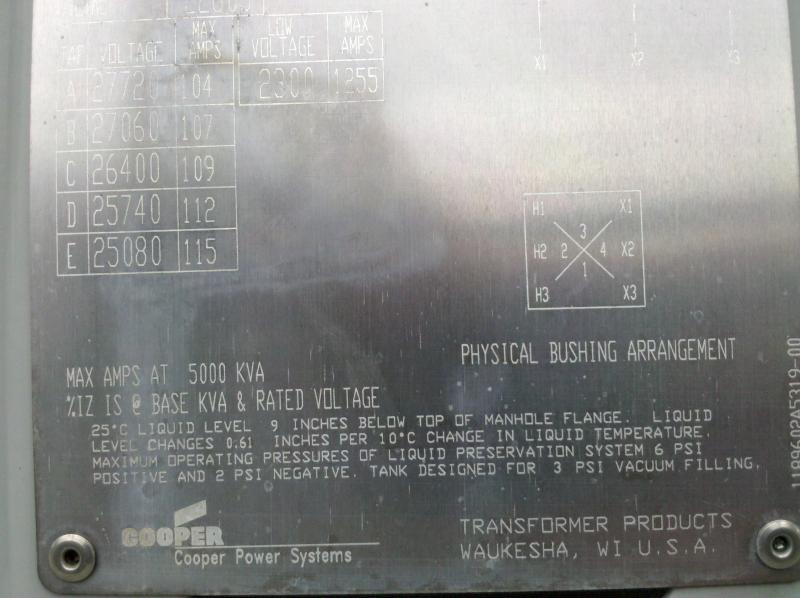 TAP VOLTAGE MAX AMPS LOW VOLTAGE MAX AMPS
A 27720 104 2300 1255
B 27060 107
C 26400 109
D 25740 112
E 25080 115
X1 X2 X3
H1 X1
3
H2 2 4 X2
1
H3 X3
PHYSICAL BUSHING ARRANGEMENT
MAX AMPS AT 5000 KVA
%IZ IS @ BASE KVA & RATED VOLTAGE
25°C LIQUID LEVEL 9 INCHES BELOW TOP OF MANHOLE FLANGE. LIQUID
LEVEL CHANGES 0.61 INCHES PER 10°C CHANGE IN LIQUID TEMPERATURE.
MAXIMUM OPERATING PRESSURES OF LIQUID PRESERVATION SYSTEM 6 PSI
POSITIVE AND 2 PSI NEGATIVE. TANK DESIGNED FOR 3 PSI VACUUM FILLING.
COOPER
Cooper Power Systems
TRANSFORMER PRODUCTS
WAUKESHA, WI U.S.A.
1189602A5319-00